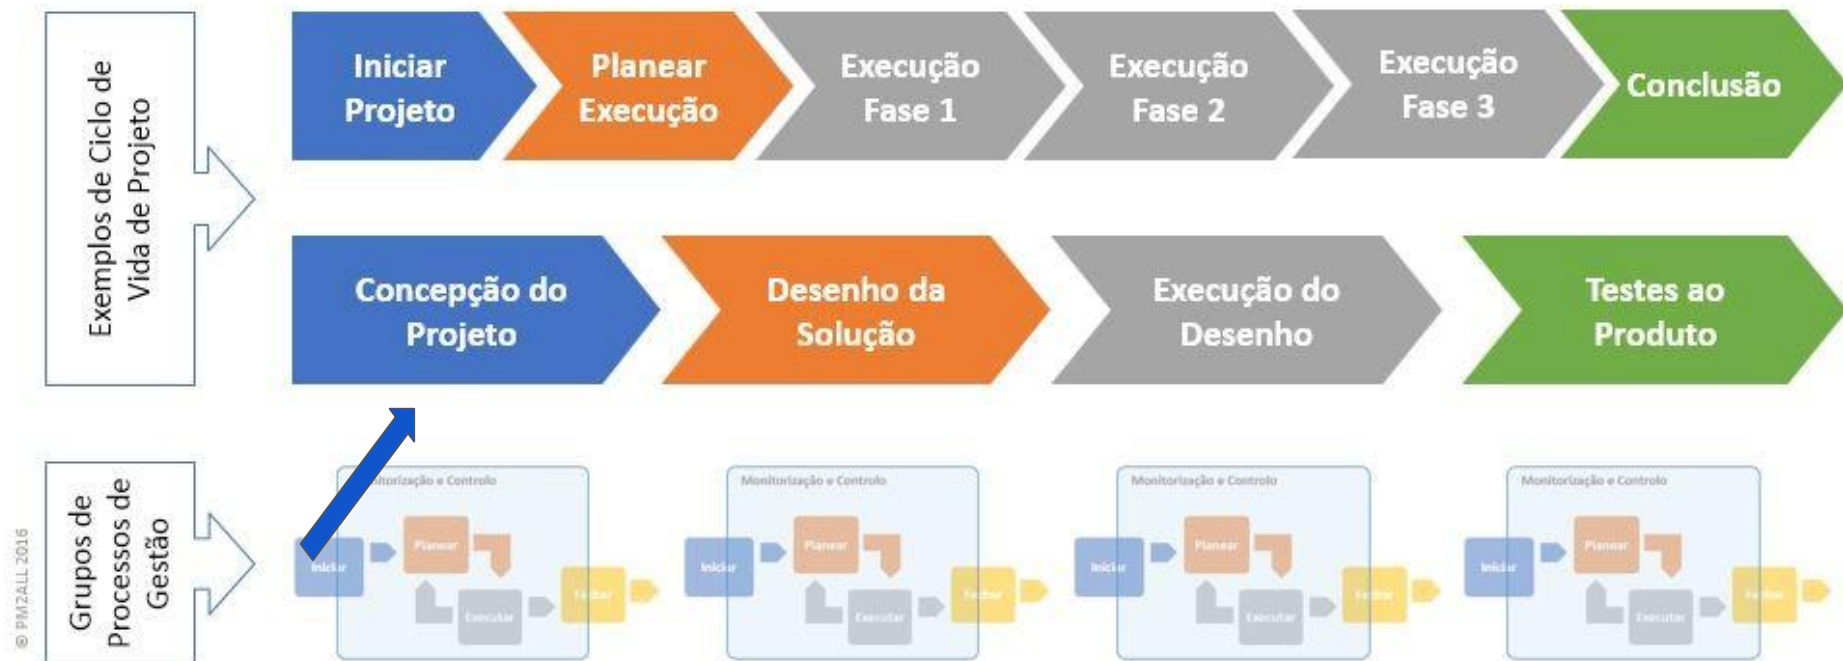 Exemplos de Ciclo de
Vida de Projeto
Iniciar
Projeto
Planear
Execução
Execução
Fase 1
Execução
Fase 2
Execução
Fase 3
Conclusão
Concepção do
Projeto
Desenho da
Solução
Execução do
Desenho
Testes ao
Produto
Grupos de
Processos de
Gestão
itorização e Controlo
Iniciar
Planear
Executar
Fechar
Monitorização e Controlo
Iniciar
Planear
Executar
Fechar
Monitorização e Controlo
Iniciar
Planear
Executar
Fechar
Monitorização e Controlo
Iniciar
Planear
Executar
Fechar
© PM2ALL 2016